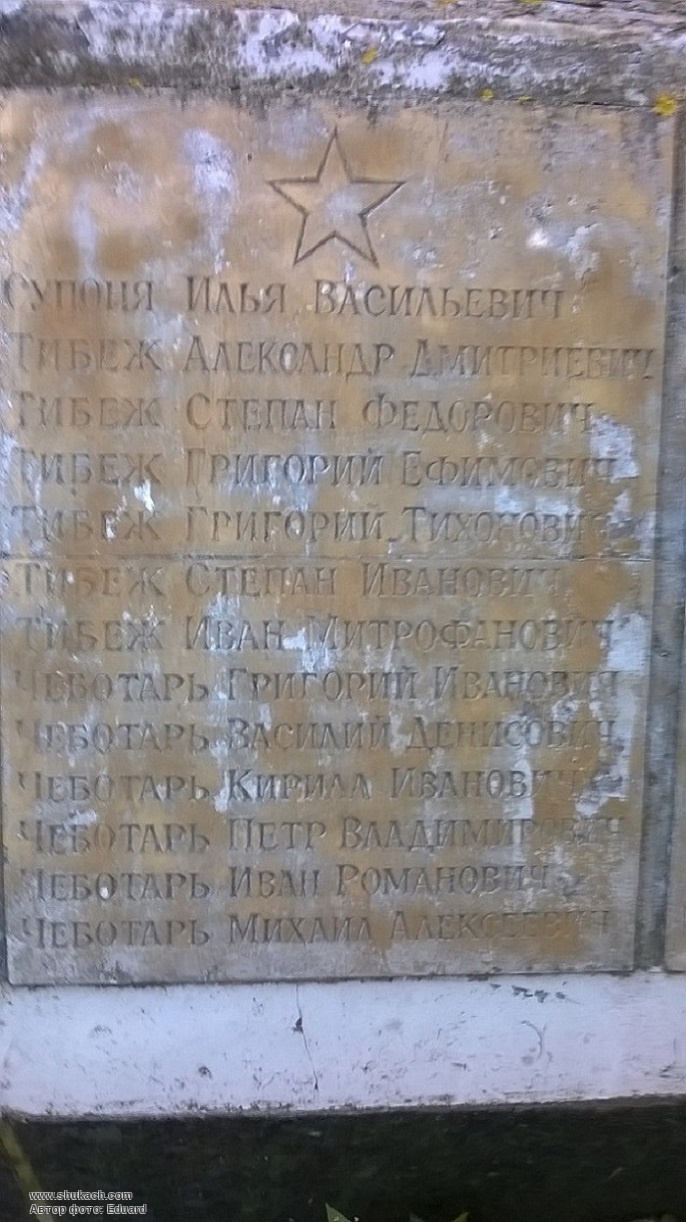 Супоня Илья Васильевич
Тибеж Александр Дмитриевич
Тибеж Степан Федорович
Тибеж Григорий Ефимович
Тибеж Григорий Тихонович
Тибеж Степан Иванович
Тибеж Иван Митрофанович
Чеботарь Григорий Иванович
Чеботарь Василий Денисович
Чеботарь Кирилл Иванович
Чеботарь Петр Владимирович
Чеботарь Иван Романович
Чеботарь Михаил Алексеевич
www.shukach.com
Автор фото: Eduard